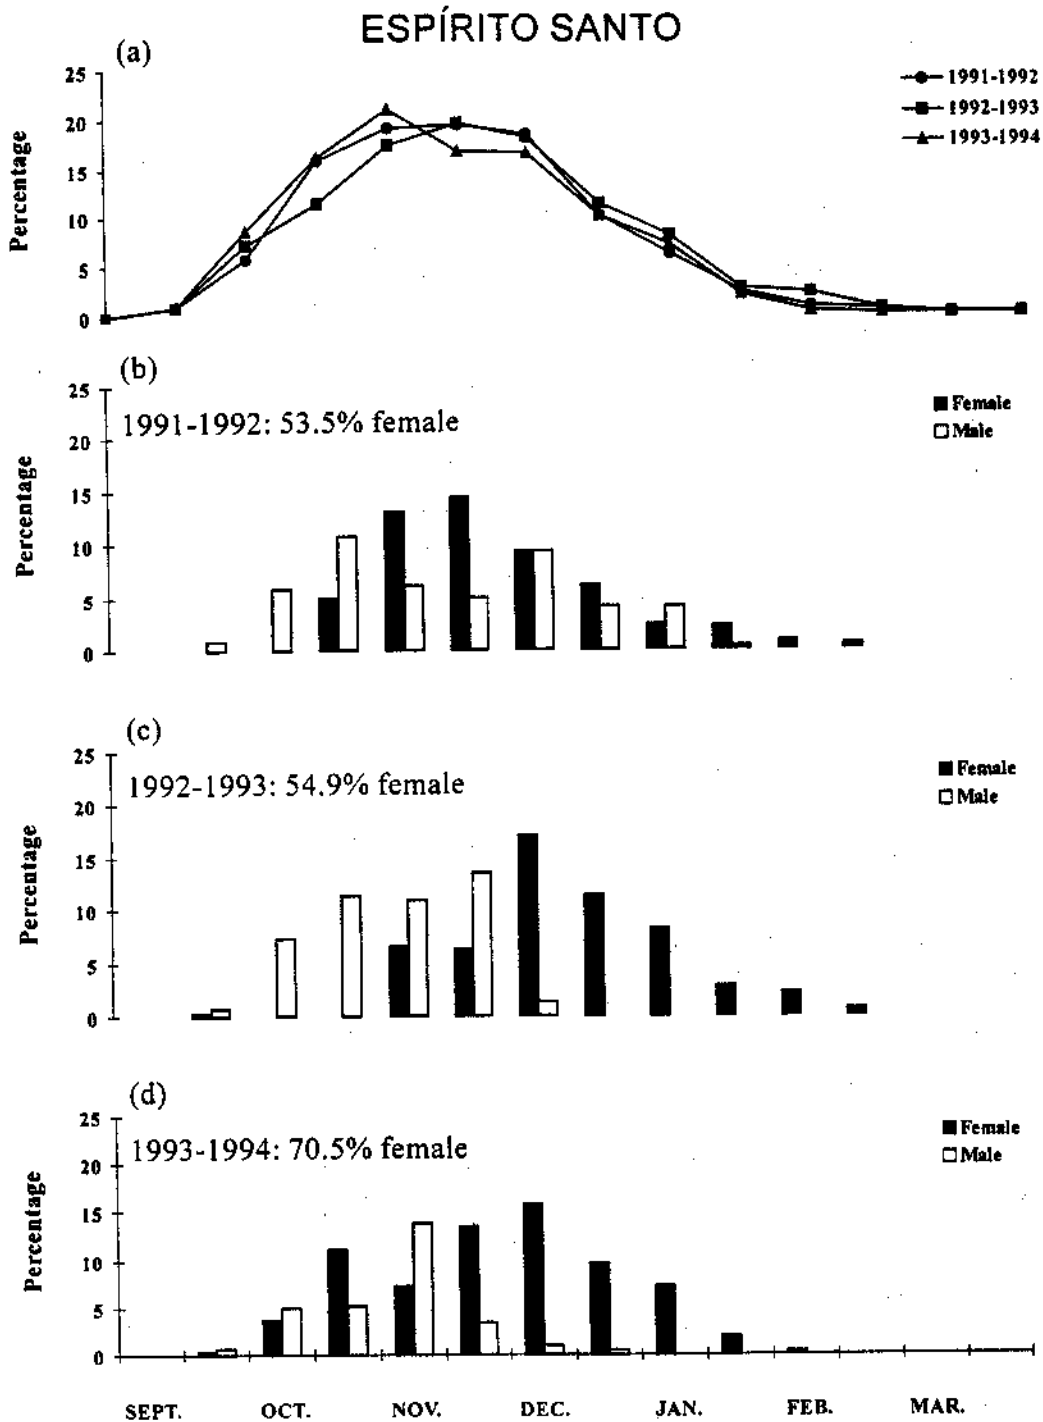 ESPÍRITO SANTO
(a)
25
20
15
10
5
0
Percentage
1991-1992
1992-1993
1993-1994
(b)
25
20
15
10
5
0
Percentage
1991-1992: 53.5% female
Female
Male
(c)
25
20
15
10
5
0
Percentage
1992-1993: 54.9% female
Female
Male
(d)
25
20
15
10
5
0
Percentage
1993-1994: 70.5% female
Female
Male
SEPT. OCT. NOV. DEC. JAN. FEB. MAR.